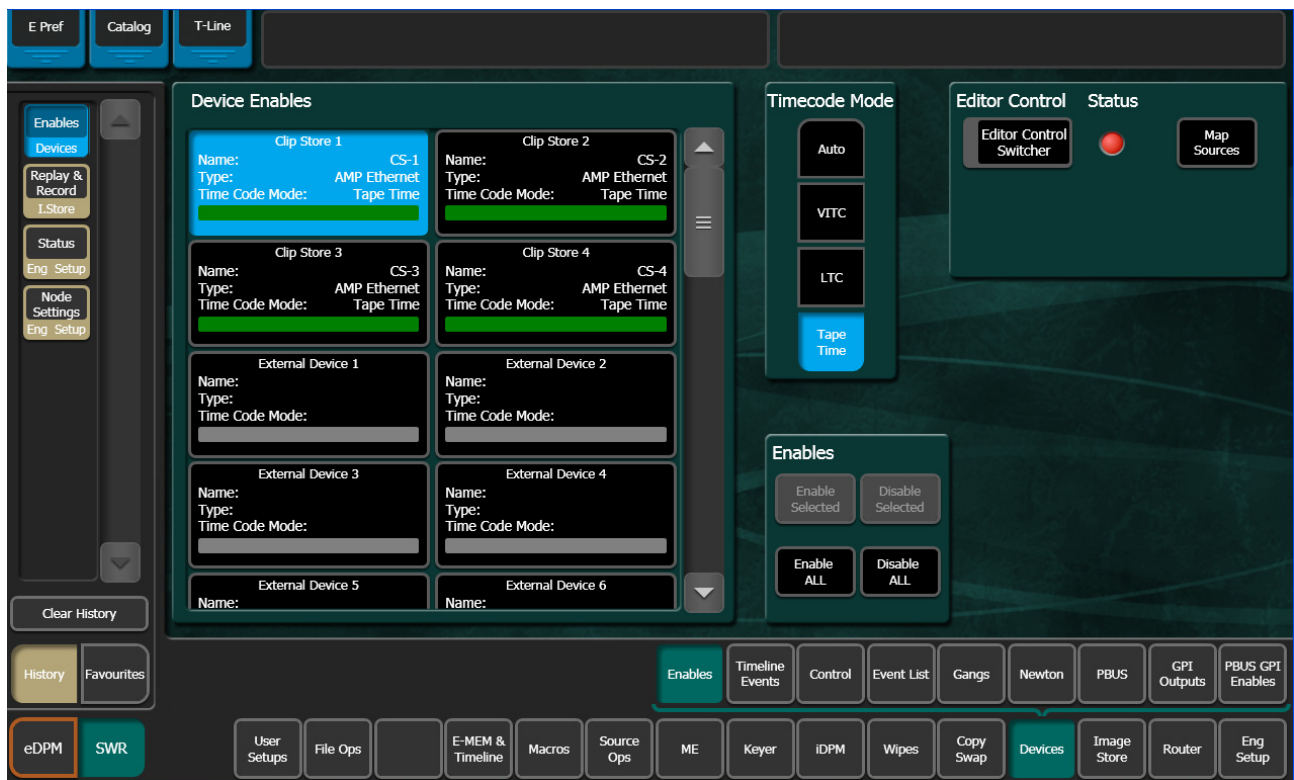 E Pref
Catalog
T-Line
Enables
Devices
Replay &
Record
I.Store
Status
Eng Setup
Node
Settings
Eng Setup
Clear History
History
Favourites
Device Enables
Clip Store 1
Name: CS-1
Type: AMP Ethernet
Time Code Mode: Tape Time
Clip Store 2
Name: CS-2
Type: AMP Ethernet
Time Code Mode: Tape Time
Clip Store 3
Name: CS-3
Type: AMP Ethernet
Time Code Mode: Tape Time
Clip Store 4
Name: CS-4
Type: AMP Ethernet
Time Code Mode: Tape Time
External Device 1
Name:
Type:
Time Code Mode:
External Device 2
Name:
Type:
Time Code Mode:
External Device 3
Name:
Type:
Time Code Mode:
External Device 4
Name:
Type:
Time Code Mode:
External Device 5
Name:
External Device 6
Name:
Timecode Mode
Auto
VITC
LTC
Tape
Time
Editor Control
Status
Editor Control
Switcher
Map
Sources
Enables
Enable
Selected
Disable
Selected
Enable
ALL
Disable
ALL
Enables
Timeline
Events
Control
Event List
Gangs
Newton
PBUS
GPI
Outputs
PBUS GPI
Enables
eDPM
SWR
User
Setups
File Ops
E-MEM &
Timeline
Macros
Source
Ops
ME
Keyer
iDPM
Wipes
Copy
Swap
Devices
Image
Store
Router
Eng
Setup